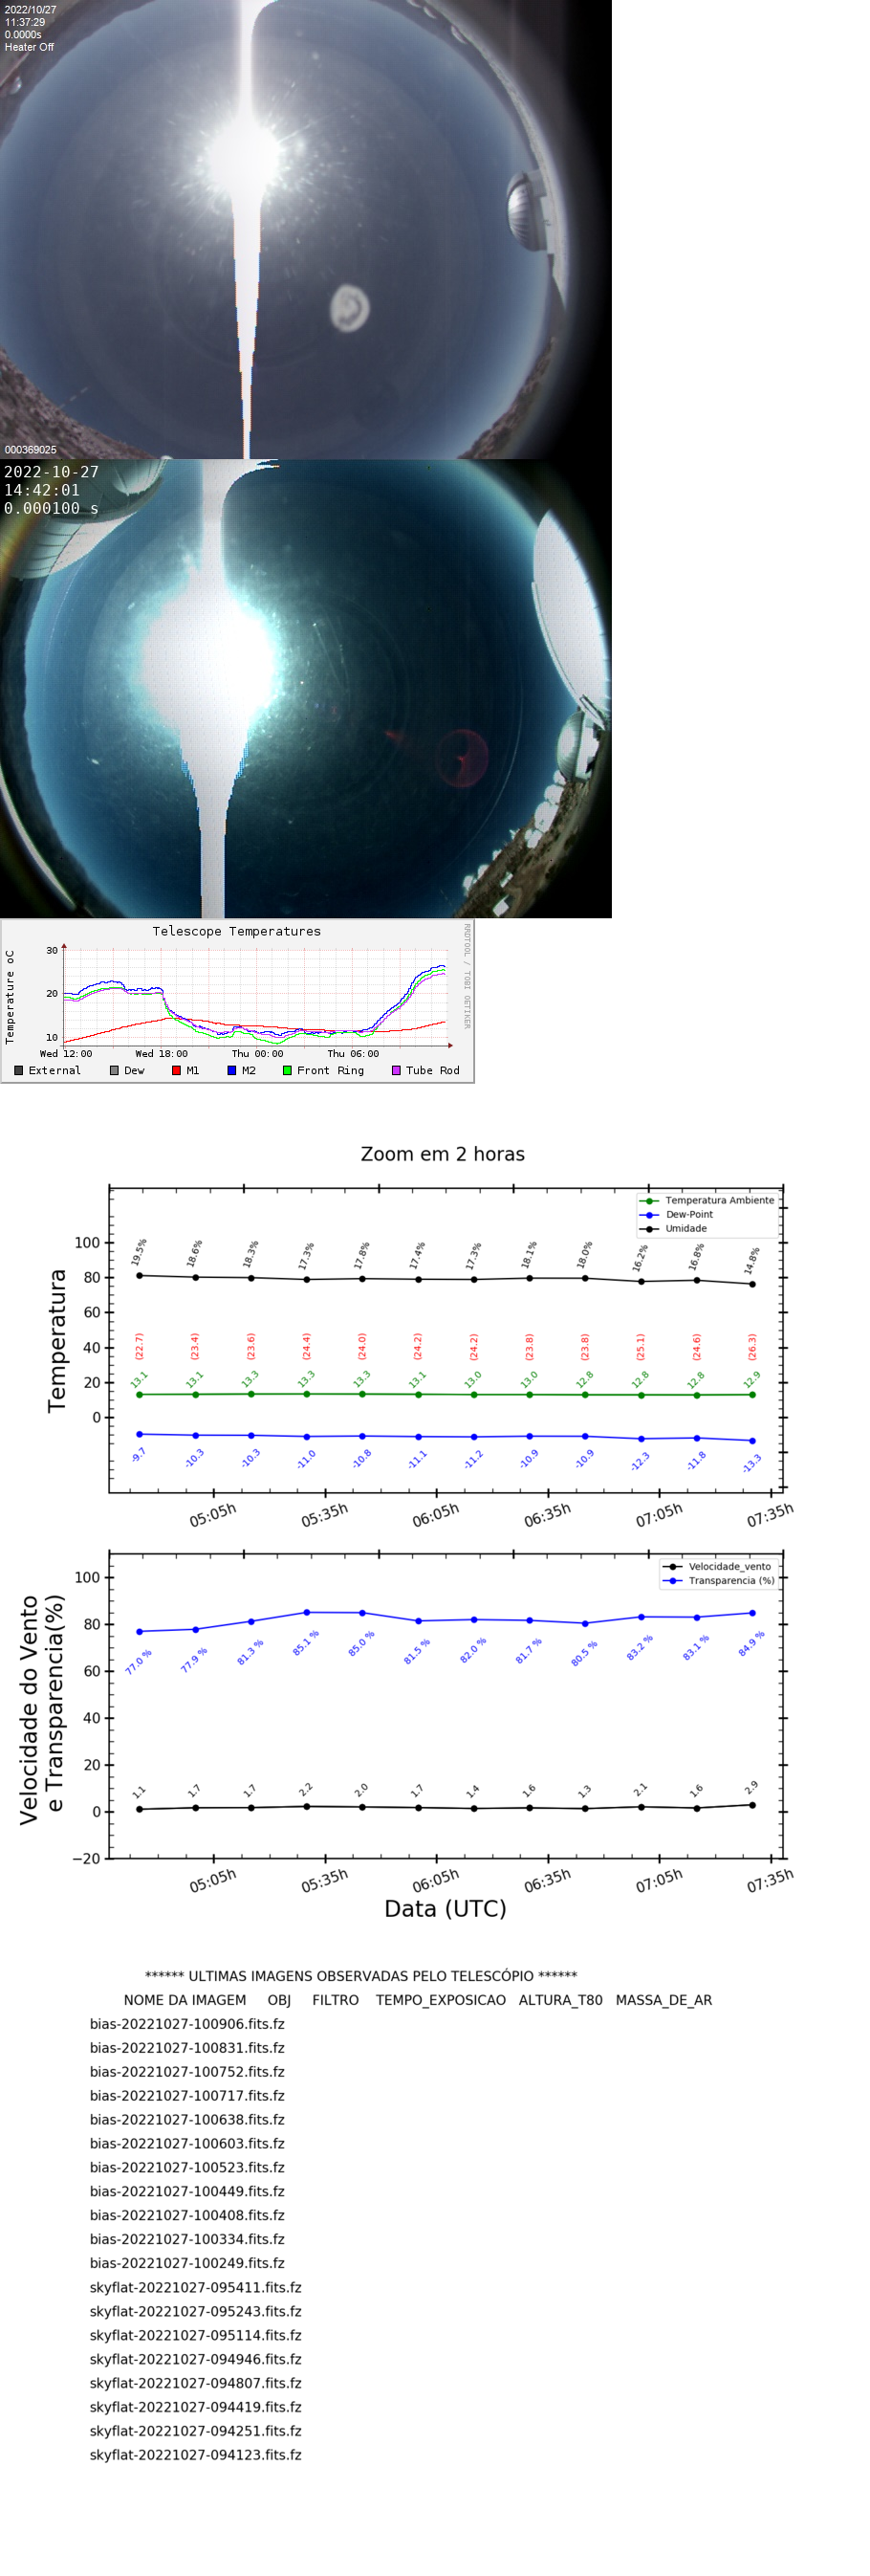 2022/10/27
11:37:29
0.0000s
Heater Off
000369025
2022-10-27
14:42:01
0.000100 s
Telescope Temperatures
RRDTOOL / TOBI OETIKER
Temperature oC
30
20
10
Wed 12:00 Wed 18:00 Thu 00:00 Thu 06:00
External Dew M1 M2 Front Ring Tube Rod
Zoom em 2 horas
Temperatura Ambiente
Dew-Point
Umidade
Temperatura
100
80
60
40
20
0
19.5% 18.6% 18.3% 17.3% 17.8% 17.4% 17.3% 18.1% 18.0% 16.2% 16.8% 14.8%
(22.7) (23.4) (23.6) (24.4) (24.0) (24.2) (24.2) (23.8) (23.8) (25.1) (24.6) (26.3)
13.1 13.1 13.3 13.3 13.3 13.1 13.0 13.0 12.8 12.8 12.8 12.9
-9.7 -10.3 -10.3 -11.0 -10.8 -11.1 -11.2 -10.9 -10.9 -12.3 -11.8 -13.3
05:05h 05:35h 06:05h 06:35h 07:05h 07:35h
Velocidade_vento
Transparencia (%)
Velocidade do Vento
e Transparencia(%)
100
80
60
40
20
0
−20
77.0 % 77.9 % 81.3 % 85.1 % 85.0 % 81.5 % 82.0 % 81.7 % 80.5 % 83.2 % 83.1 % 84.9 %
1.1 1.7 1.7 2.2 2.0 1.7 1.4 1.6 1.3 2.1 1.6 2.9
05:05h 05:35h 06:05h 06:35h 07:05h 07:35h
Data (UTC)
****** ULTIMAS IMAGENS OBSERVADAS PELO TELESCÓPIO ******
NOME DA IMAGEM OBJ FILTRO TEMPO_EXPOSICAO ALTURA_T80 MASSA_DE_AR
bias-20221027-100906.fits.fz
bias-20221027-100831.fits.fz
bias-20221027-100752.fits.fz
bias-20221027-100717.fits.fz
bias-20221027-100638.fits.fz
bias-20221027-100603.fits.fz
bias-20221027-100523.fits.fz
bias-20221027-100449.fits.fz
bias-20221027-100408.fits.fz
bias-20221027-100334.fits.fz
bias-20221027-100249.fits.fz
skyflat-20221027-095411.fits.fz
skyflat-20221027-095243.fits.fz
skyflat-20221027-095114.fits.fz
skyflat-20221027-094946.fits.fz
skyflat-20221027-094807.fits.fz
skyflat-20221027-094419.fits.fz
skyflat-20221027-094251.fits.fz
skyflat-20221027-094123.fits.fz